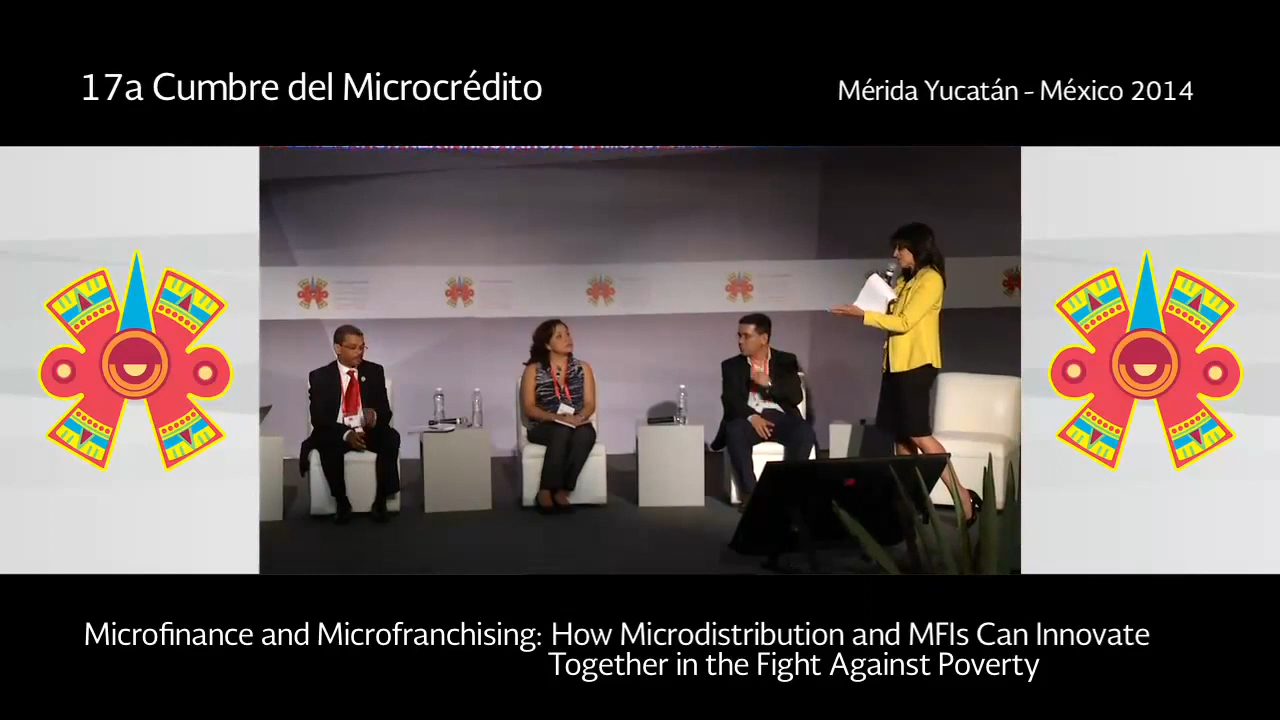 17a Cumbre del Microcrédito
Mérida Yucatán - México 2014
Microfinance and Microfranchising: How Microdistribution and MFIs Can Innovate
Together in the Fight Against Poverty